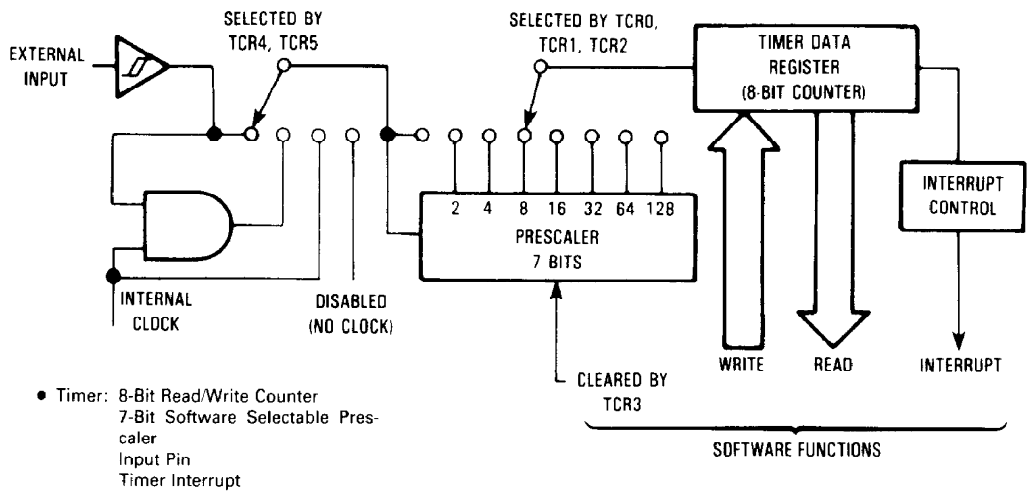 SELECTED BY
TCR4, TCR5
SELECTED BY TCR0,
TCR1, TCR2
TIMER DATA
REGISTER
(8-BIT COUNTER)
EXTERNAL
INPUT
INTERRUPT
CONTROL
2 4 8 16 32 64 128
PRESCALER
7 BITS
INTERNAL
CLOCK
DISABLED
(NO CLOCK)
WRITE
READ
INTERRUPT
CLEARED BY
TCR3
SOFTWARE FUNCTIONS
● Timer: 8-Bit Read/Write Counter
7-Bit Software Selectable Pres-
caler
Input Pin
Timer Interrupt